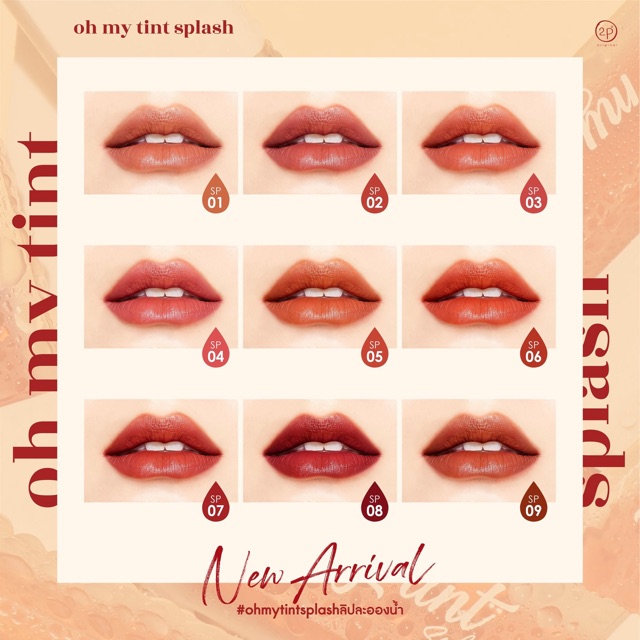 oh my tint splash
2P
ORIGINAL
oh my tint
SP
01
SP
02
SP
03
SP
04
SP
05
SP
06
SP
07
SP
08
SP
09
splash
New Arrival
#ohmytintsplashลิปละอองน้ำ